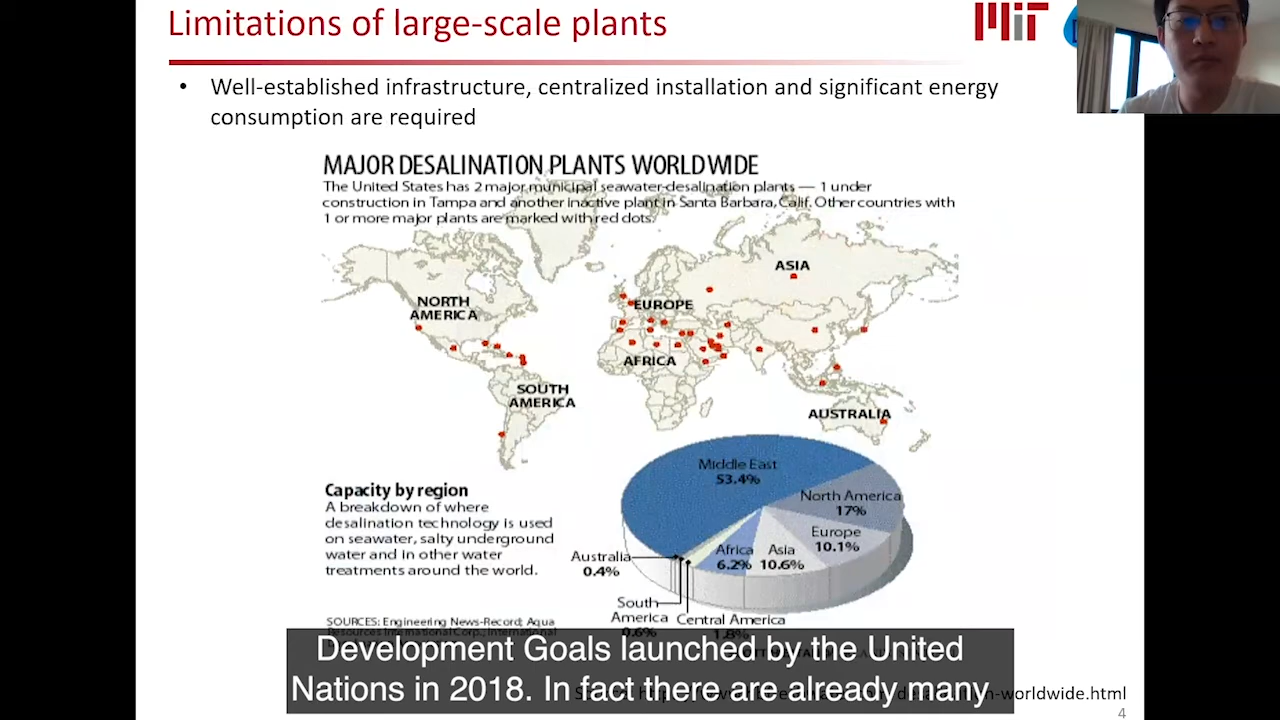 Limitations of large-scale plants
MIT
• Well-established infrastructure, centralized installation and significant energy
consumption are required
MAJOR DESALINATION PLANTS WORLDWIDE
The United States has 2 major municipal seawater-desalination plants — 1 under
construction in Tampa and another inactive plant in Santa Barbara, Calif. Other countries with
1 or more major plants are marked with red dots.
ASIA
NORTH
AMERICA
EUROPE
AFRICA
SOUTH
AMERICA
AUSTRALIA
Middle East
53.4%
North America
17%
Europe
10.1%
Asia
10.6%
Africa
6.2%
Australia
0.4%
South
America
0.6%
Central America
1.8%
Capacity by region
A breakdown of where
desalination technology is used
on seawater, salty underground
water and in other water
treatments around the world.
SOURCES: Engineering News-Record; Aqua
Resources International Corp.; International
Development Goals launched by the United
Nations in 2018. In fact there are already many
-worldwide.html
4